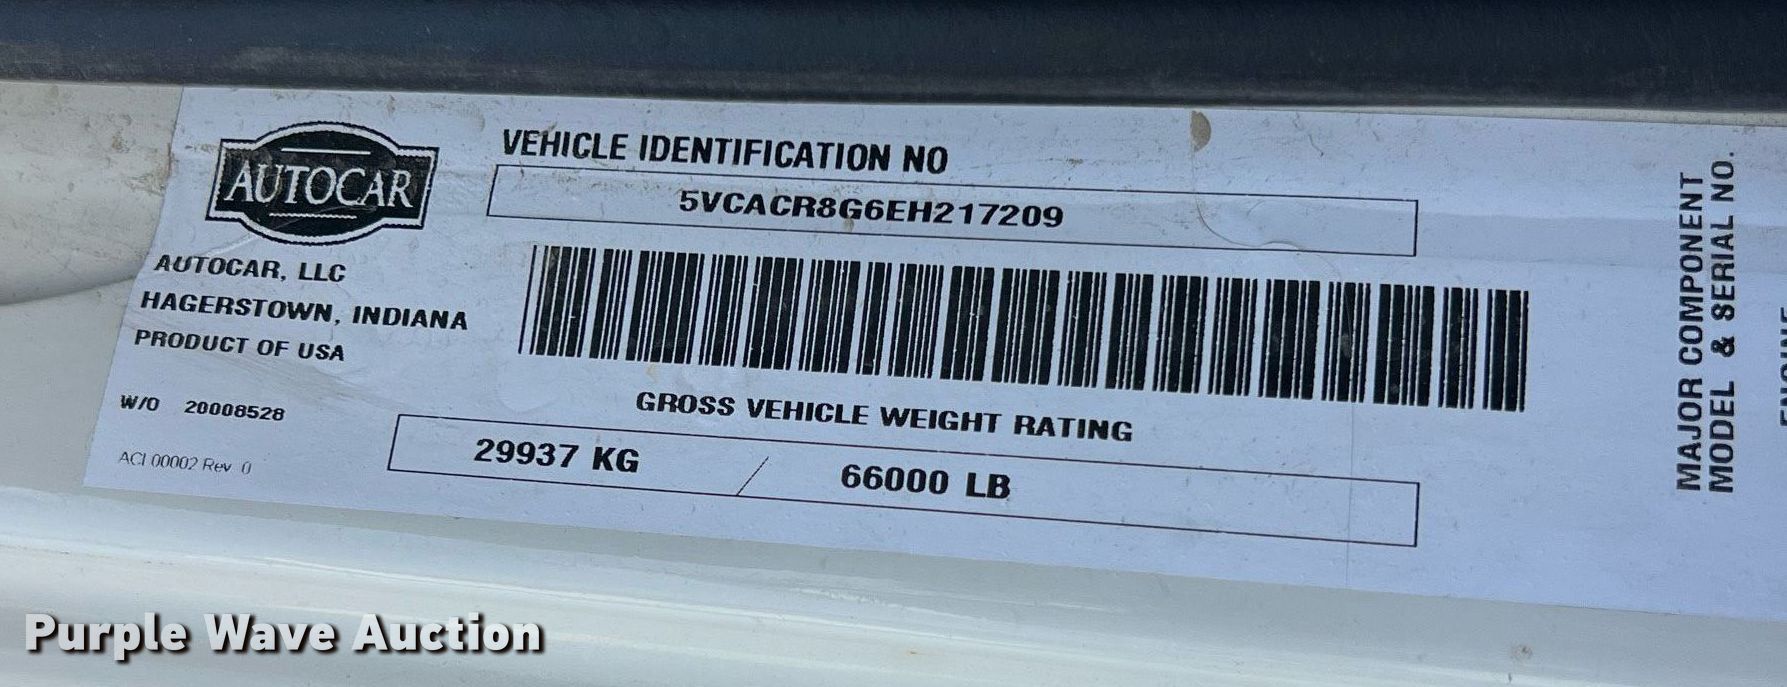 AUTOCAR
VEHICLE IDENTIFICATION NO
5VCACR8G6EH217209
AUTOCAR, LLC
HAGERSTOWN, INDIANA
PRODUCT OF USA
W/O 20008528
ACI 00002 Rev 0
GROSS VEHICLE WEIGHT RATING
29937 KG / 66000 LB
MAJOR COMPONENT
MODEL & SERIAL NO.
Purple Wave Auction